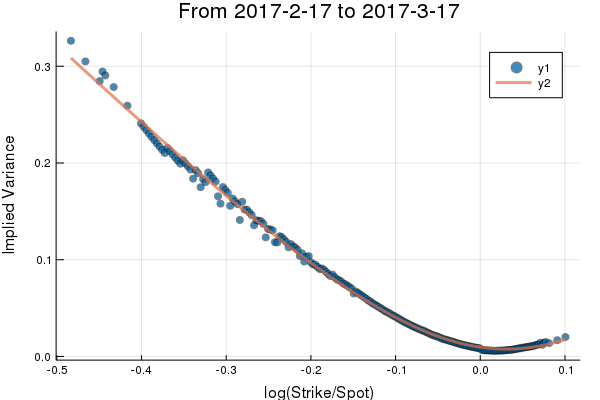 From 2017-2-17 to 2017-3-17
y1
y2
0.3
0.2
0.1
0.0
Implied Variance
-0.5 -0.4 -0.3 -0.2 -0.1 0.0 0.1
log(Strike/Spot)